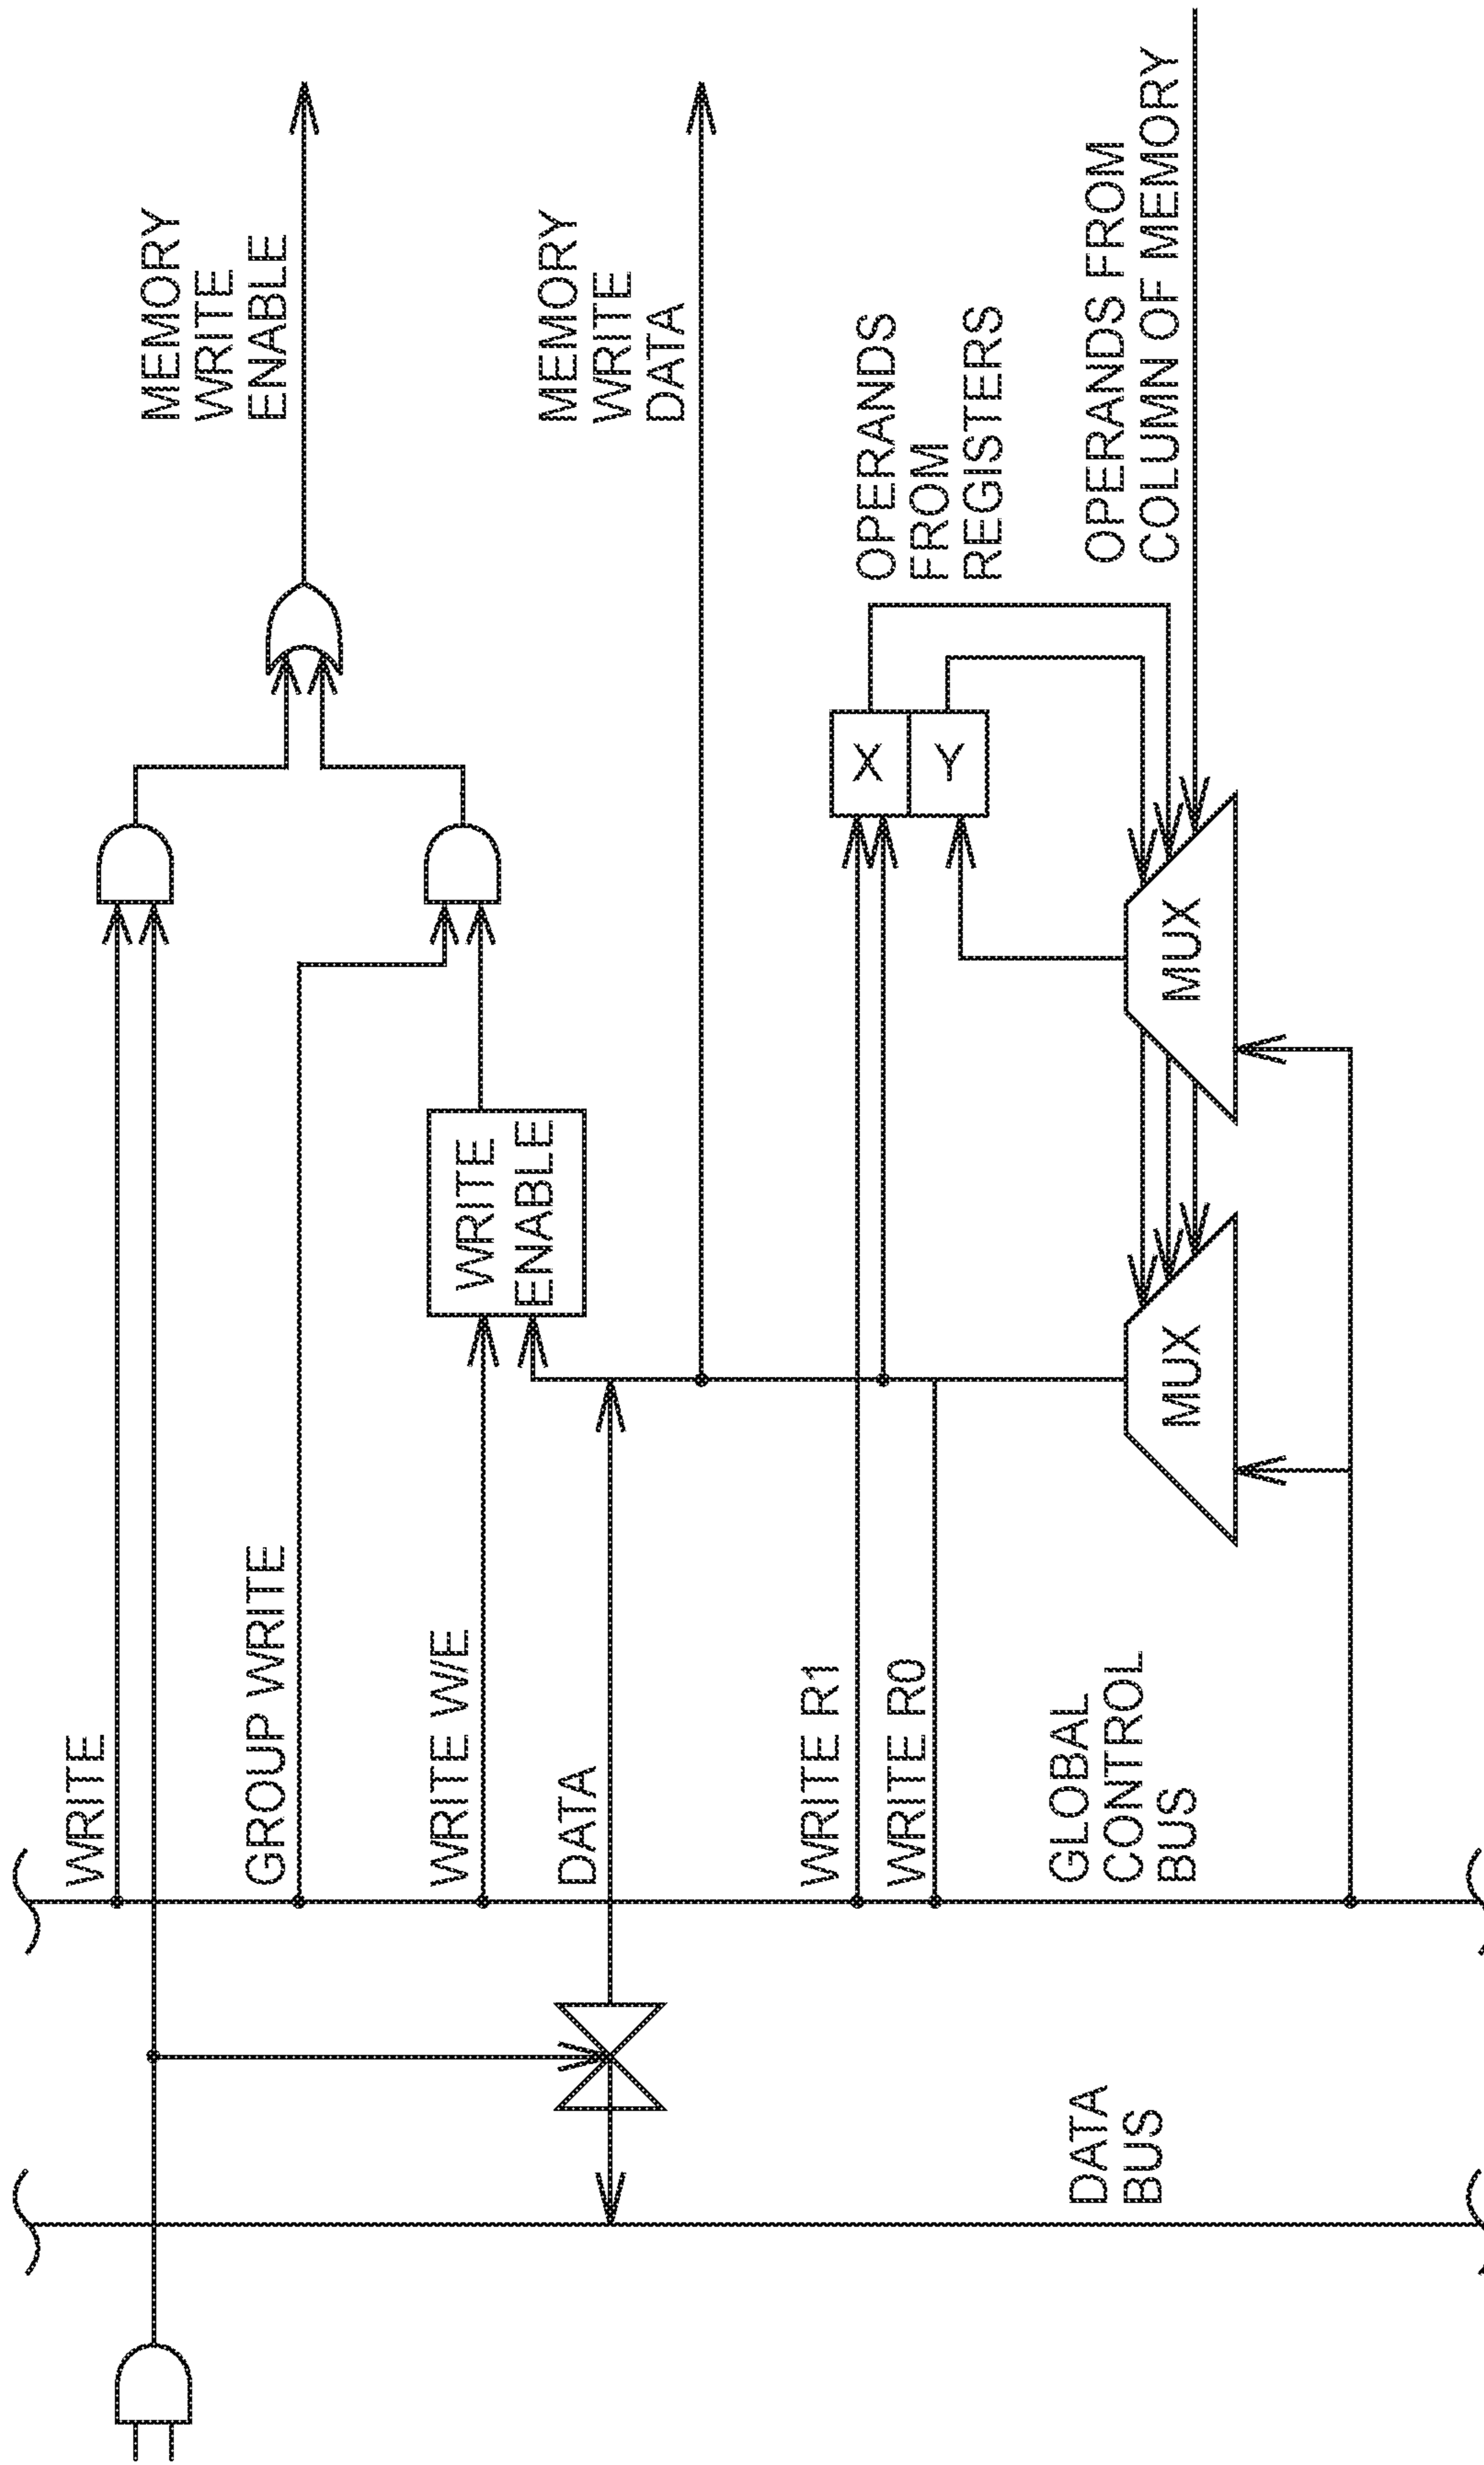 WRITE
GROUP WRITE
WRITE W/E
DATA
WRITE R1
WRITE R0
GLOBAL
CONTROL
BUS
DATA
BUS
WRITE
ENABLE
MUX
MUX
X
Y
MEMORY
WRITE
ENABLE
MEMORY
WRITE
DATA
OPERANDS
FROM
REGISTERS
OPERANDS FROM
COLUMN OF MEMORY